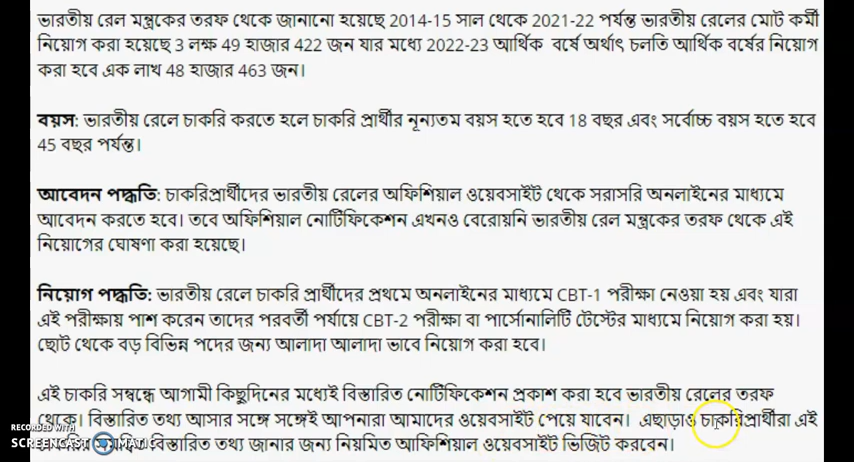 ভারতীয় রেল মন্ত্রকের তরফ থেকে জানানো হয়েছে 2014-15 সাল থেকে 2021-22 পর্যন্ত ভারতীয় রেলের মোট কর্মী
নিয়োগ করা হয়েছে 3 লক্ষ 49 হাজার 422 জন যার মধ্যে 2022-23 আর্থিক বর্ষে অর্থাৎ চলতি আর্থিক বর্ষের নিয়োগ
করা হবে এক লাখ 48 হাজার 463 জন।
বয়স: ভারতীয় রেলে চাকরি করতে হলে চাকরি প্রার্থীর নূন্যতম বয়স হতে হবে 18 বছর এবং সর্বোচ্চ বয়স হতে হবে
45 বছর পর্যন্ত।
আবেদন পদ্ধতি: চাকরিপ্রার্থীদের ভারতীয় রেলের অফিশিয়াল ওয়েবসাইট থেকে সরাসরি অনলাইনের মাধ্যমে
আবেদন করতে হবে। তবে অফিশিয়াল নোটিফিকেশন এখনও বেরোয়নি ভারতীয় রেল মন্ত্রকের তরফ থেকে এই
নিয়োগের ঘোষণা করা হয়েছে।
নিয়োগ পদ্ধতি: ভারতীয় রেলে চাকরি প্রার্থীদের প্রথমে অনলাইনের মাধ্যমে CBT-1 পরীক্ষা নেওয়া হয় এবং যারা
এই পরীক্ষায় পাশ করেন তাদের পরবর্তী পর্যায়ে CBT-2 পরীক্ষা বা পার্সোনালিটি টেস্টের মাধ্যমে নিয়োগ করা হয়।
ছোট থেকে বড় বিভিন্ন পদের জন্য আলাদা আলাদা ভাবে নিয়োগ করা হবে।
এই চাকরি সম্বন্ধে আগামী কিছুদিনের মধ্যেই বিস্তারিত নোটিফিকেশন প্রকাশ করা হবে ভারতীয় রেলের তরফ
থেকে। বিস্তারিত তথ্য আসার সঙ্গে সঙ্গেই আপনারা আমাদের ওয়েবসাইট পেয়ে যাবেন। এছাড়াও চাকরিপ্রার্থীরা এই
বিস্তারিত তথ্য জানার জন্য নিয়মিত আফিশিয়াল ওয়েবসাইট ভিজিট করবেন।
RECORDED WITH
SCREENCAST MATIC